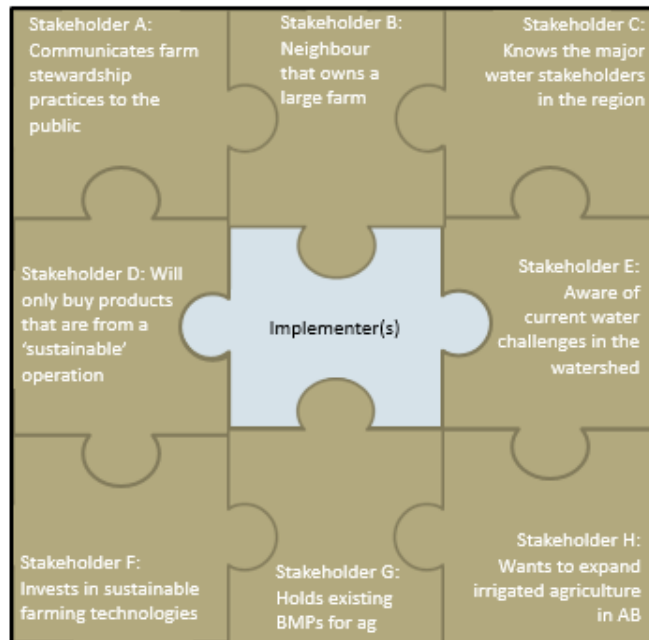 Stakeholder A:
Communicates farm
stewardship
practices to the
public
Stakeholder B:
Neighbour
that owns a
large farm
Stakeholder C:
Knows the major
water stakeholders
in the region
Stakeholder D: Will
only buy products
that are from a
‘sustainable’
operation
Implementer(s)
Stakeholder E:
Aware of
current water
challenges in the
watershed
Stakeholder F:
Invests in sustainable
farming technologies
Stakeholder G:
Holds existing
BMPs for ag
Stakeholder H:
Wants to expand
irrigated agriculture
in AB